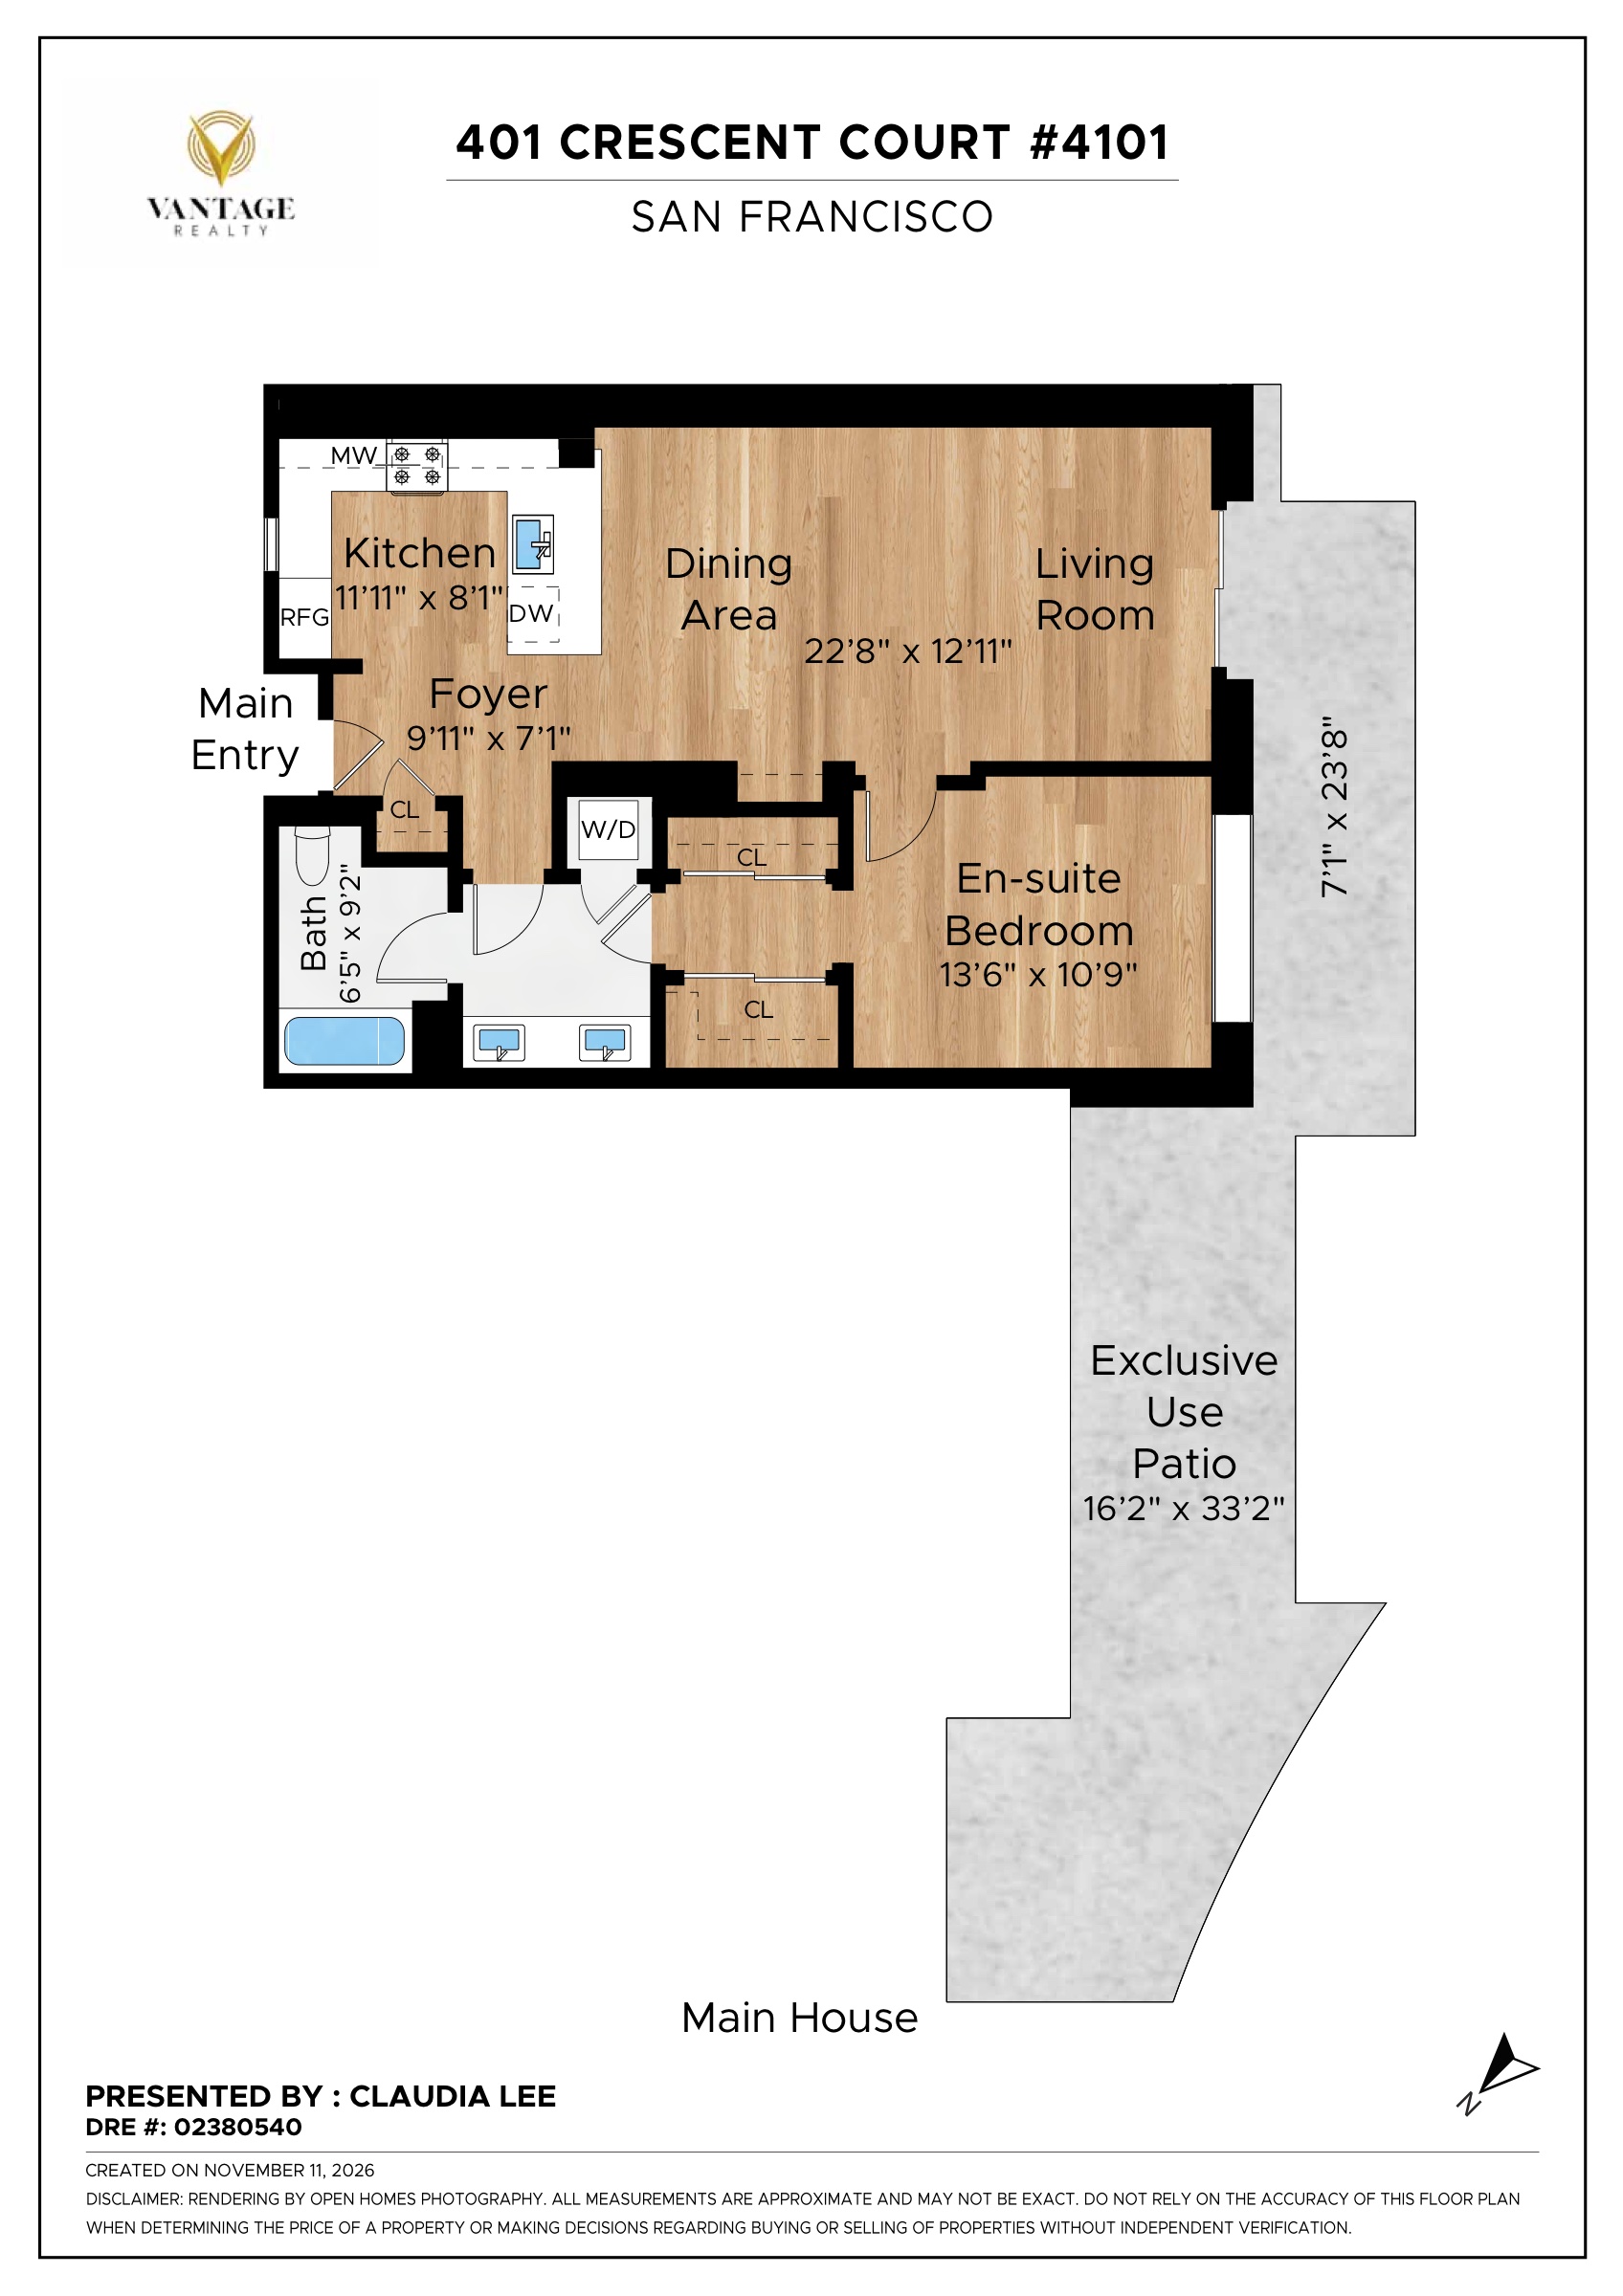 VANTAGE
REALTY
401 CRESCENT COURT #4101
SAN FRANCISCO
MW
Kitchen
11'11" x 8'1"
RFG
DW
Dining
Area
Living
Room
22'8" x 12'11"
Main
Entry
Foyer
9'11" x 7'1"
CL
W/D
CL
Bath
6'5" x 9'2"
En-suite
Bedroom
13'6" x 10'9"
CL
7'1" x 23'8"
Exclusive
Use
Patio
16'2" x 33'2"
Main House
N
PRESENTED BY : CLAUDIA LEE
DRE #: 02380540
CREATED ON NOVEMBER 11, 2026
DISCLAIMER: RENDERING BY OPEN HOMES PHOTOGRAPHY. ALL MEASUREMENTS ARE APPROXIMATE AND MAY NOT BE EXACT. DO NOT RELY ON THE ACCURACY OF THIS FLOOR PLAN
WHEN DETERMINING THE PRICE OF A PROPERTY OR MAKING DECISIONS REGARDING BUYING OR SELLING OF PROPERTIES WITHOUT INDEPENDENT VERIFICATION.